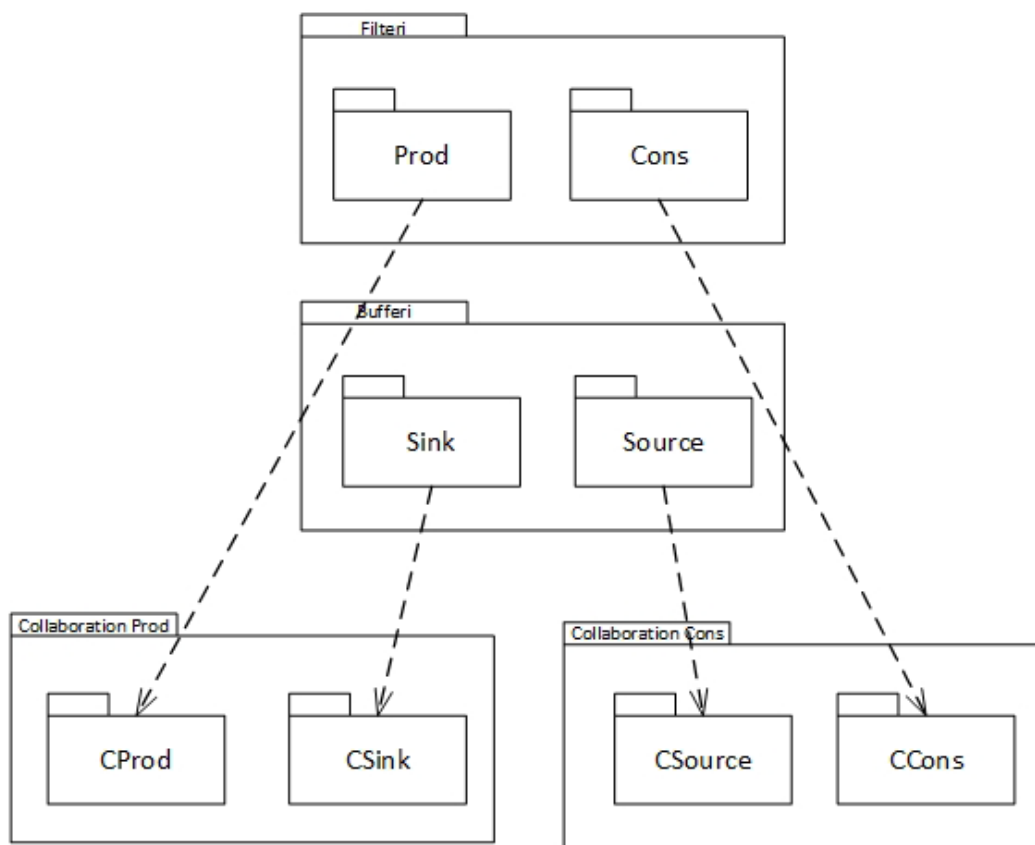 Filteri
Prod
Cons
Bufferi
Sink
Source
Collaboration Prod
Collaboration Cons
CProd
CSink
CSource
CCons